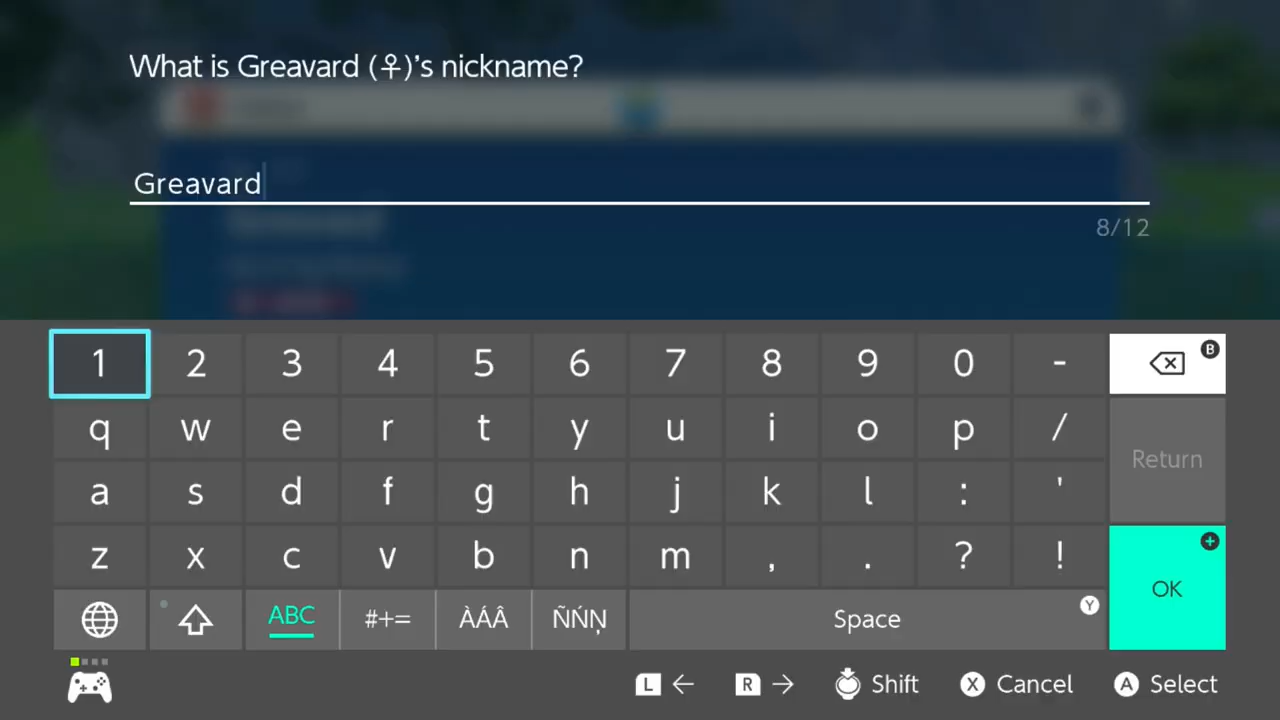 What is Greavard (♀)'s nickname?
Greavard
8/12
1 2 3 4 5 6 7 8 9 0 - B
q w e r t y u i o p /
Return
a s d f g h j k l : '
z x c v b n m , . ? ! +
OK
ABC #+= ÀÁÂ ÑŃŅ Space Y
L ← R → Shift X Cancel A Select